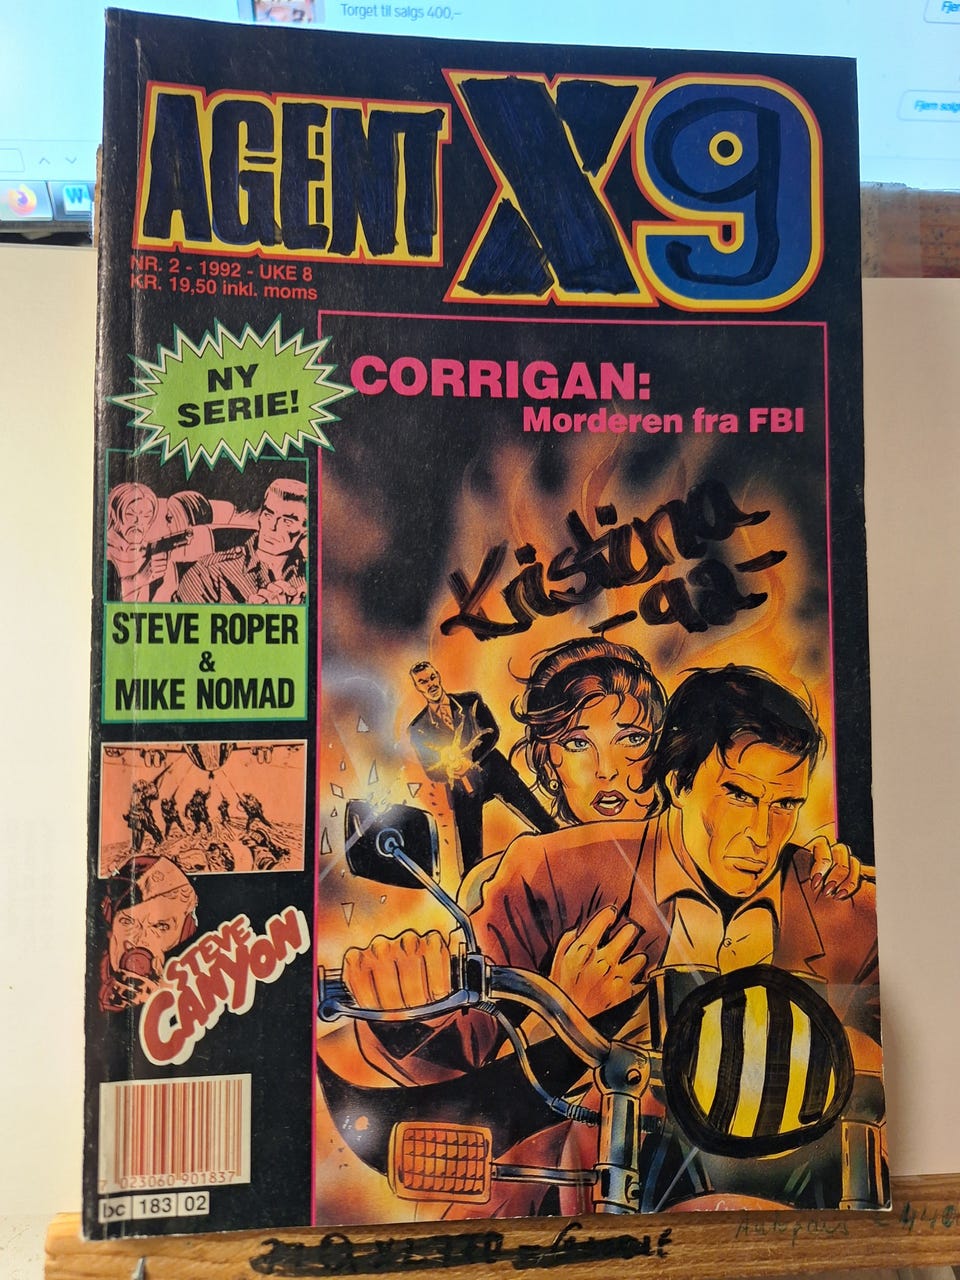 Torget til salgs 400,-
AGENT X9
NR. 2 - 1992 - UKE 8
KR. 19,50 inkl. moms
NY
SERIE!
CORRIGAN:
Morderen fra FBI
Kristina
-92-
STEVE ROPER
&
MIKE NOMAD
STEVE
CANYON
7 023060 901837
bc 183 02